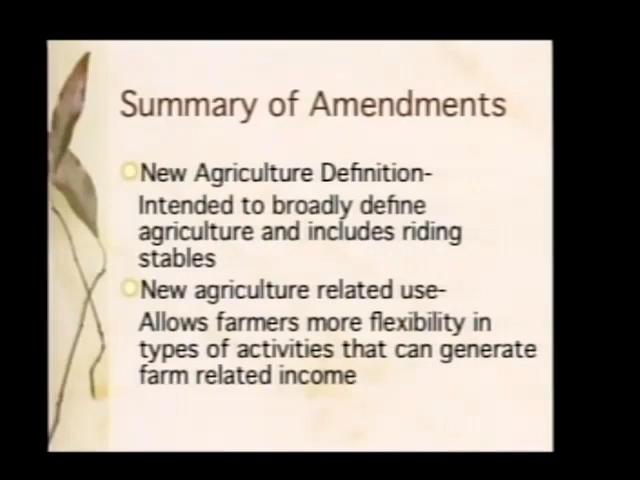 Summary of Amendments
New Agriculture Definition-
Intended to broadly define
agriculture and includes riding
stables
New agriculture related use-
Allows farmers more flexibility in
types of activities that can generate
farm related income